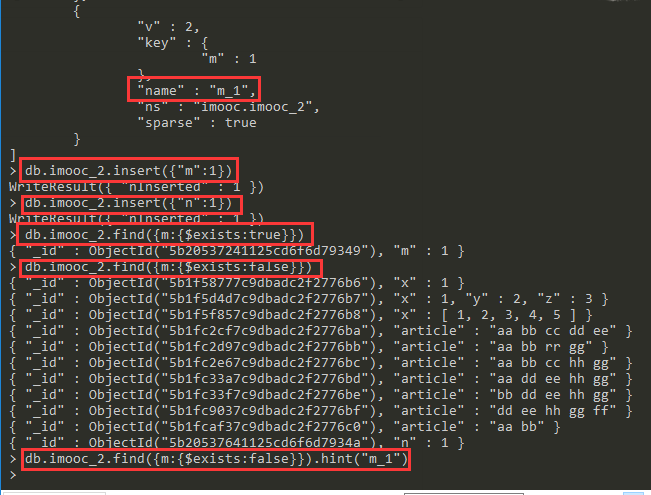 {
"v" : 2,
"key" : {
"m" : 1
},
"name" : "m_1",
"ns" : "imooc.imooc_2",
"sparse" : true
}
]
> db.imooc_2.insert({"m":1})
WriteResult({ "nInserted" : 1 })
> db.imooc_2.insert({"n":1})
WriteResult({ "nInserted" : 1 })
> db.imooc_2.find({m:{$exists:true}})
{ "_id" : ObjectId("5b20537241125cd6f6d79349"), "m" : 1 }
> db.imooc_2.find({m:{$exists:false}})
{ "_id" : ObjectId("5b1f58777c9dbadc2f2776b6"), "x" : 1 }
{ "_id" : ObjectId("5b1f5d4d7c9dbadc2f2776b7"), "x" : 1, "y" : 2, "z" : 3 }
{ "_id" : ObjectId("5b1f5f857c9dbadc2f2776b8"), "x" : [ 1, 2, 3, 4, 5 ] }
{ "_id" : ObjectId("5b1fc2cf7c9dbadc2f2776ba"), "article" : "aa bb cc dd ee" }
{ "_id" : ObjectId("5b1fc2d97c9dbadc2f2776bb"), "article" : "aa bb rr gg" }
{ "_id" : ObjectId("5b1fc2e67c9dbadc2f2776bc"), "article" : "aa bb cc hh gg" }
{ "_id" : ObjectId("5b1fc33a7c9dbadc2f2776bd"), "article" : "aa dd ee hh gg" }
{ "_id" : ObjectId("5b1fc33f7c9dbadc2f2776be"), "article" : "bb dd ee hh gg" }
{ "_id" : ObjectId("5b1fc9037c9dbadc2f2776bf"), "article" : "dd ee hh gg ff" }
{ "_id" : ObjectId("5b1fcaf37c9dbadc2f2776c0"), "article" : "aa bb" }
{ "_id" : ObjectId("5b20537641125cd6f6d7934a"), "n" : 1 }
> db.imooc_2.find({m:{$exists:false}}).hint("m_1")
>